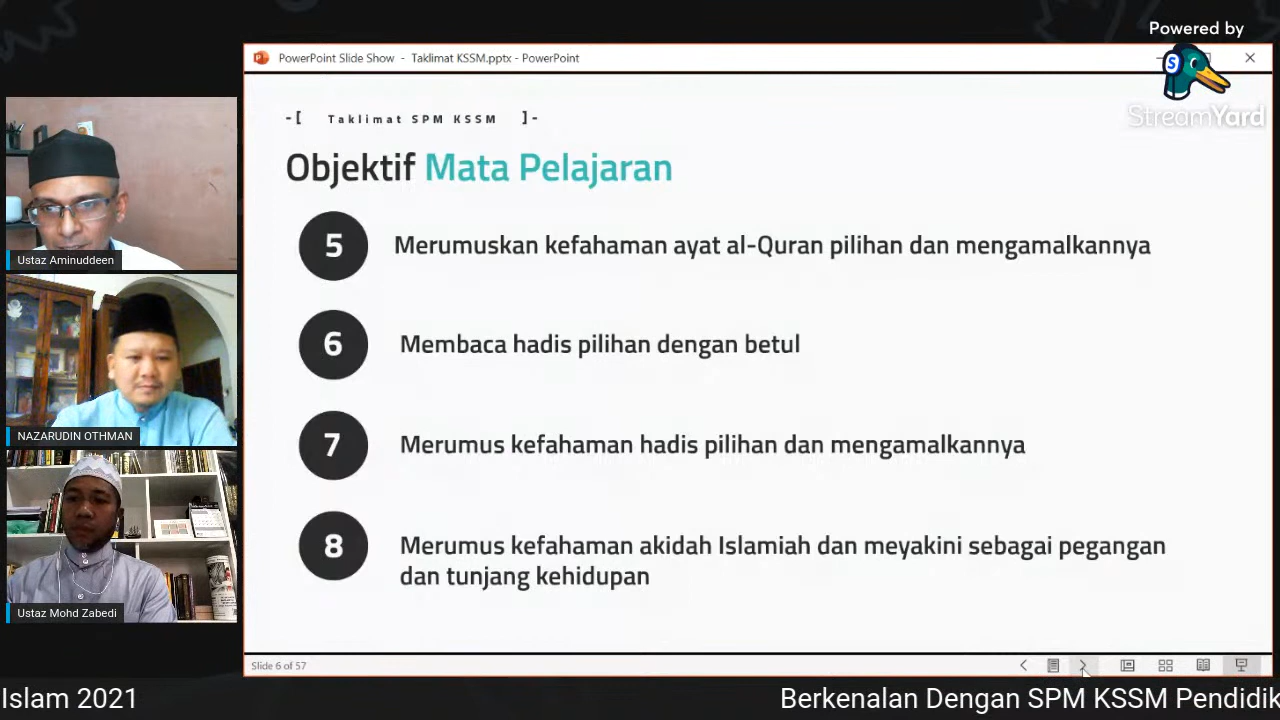 Powered by
StreamYard
PowerPoint Slide Show - Taklimat KSSM.pptx - PowerPoint
-[ Taklimat SPM KSSM ]-
Objektif Mata Pelajaran
5 Merumuskan kefahaman ayat al-Quran pilihan dan mengamalkannya
6 Membaca hadis pilihan dengan betul
7 Merumus kefahaman hadis pilihan dan mengamalkannya
8 Merumus kefahaman akidah Islamiah dan meyakini sebagai pegangan
dan tunjang kehidupan
Ustaz Aminuddeen
NAZARUDIN OTHMAN
Ustaz Mohd Zabedi
Slide 6 of 57
Islam 2021
Berkenalan Dengan SPM KSSM Pendidik